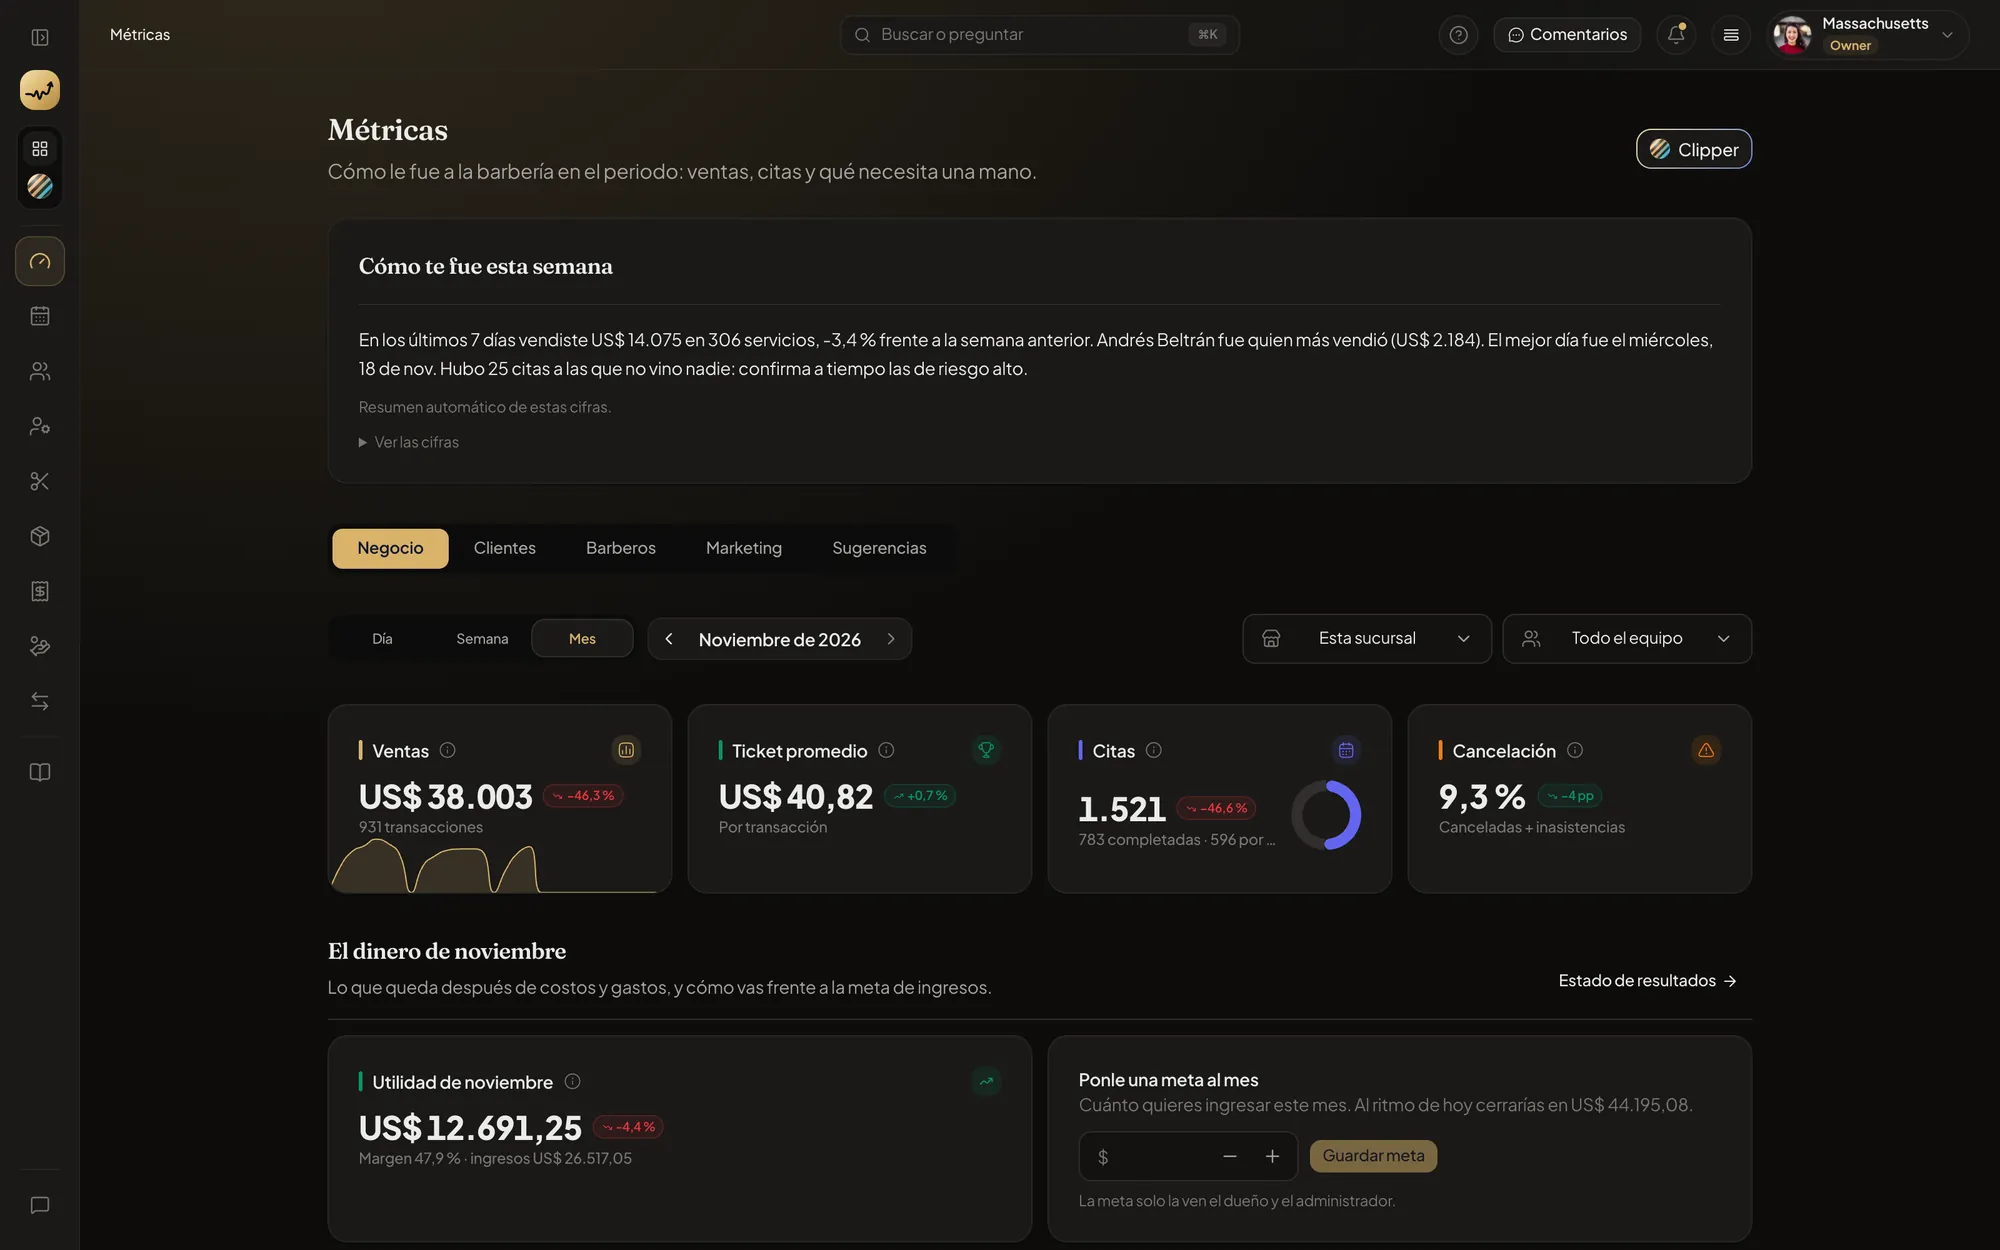 Métricas
Buscar o preguntar
⌘K
Comentarios
Massachusetts
Owner
Métricas
Cómo le fue a la barbería en el periodo: ventas, citas y qué necesita una mano.
Clipper
Cómo te fue esta semana
En los últimos 7 días vendiste US$ 14.075 en 306 servicios, -3,4 % frente a la semana anterior. Andrés Beltrán fue quien más vendió (US$ 2.184). El mejor día fue el miércoles,
18 de nov. Hubo 25 citas a las que no vino nadie: confirma a tiempo las de riesgo alto.
Resumen automático de estas cifras.
Ver las cifras
Negocio
Clientes
Barberos
Marketing
Sugerencias
Día
Semana
Mes
Noviembre de 2026
Esta sucursal
Todo el equipo
Ventas
US$ 38.003
-46,3 %
931 transacciones
Ticket promedio
US$ 40,82
+0,7 %
Por transacción
Citas
1.521
-46,6 %
783 completadas · 596 por ...
Cancelación
9,3 %
-4 pp
Canceladas + inasistencias
El dinero de noviembre
Lo que queda después de costos y gastos, y cómo vas frente a la meta de ingresos.
Estado de resultados →
Utilidad de noviembre
US$ 12.691,25
-4,4 %
Margen 47,9 % · ingresos US$ 26.517,05
Ponle una meta al mes
Cuánto quieres ingresar este mes. Al ritmo de hoy cerrarías en US$ 44.195,08.
$
Guardar meta
La meta solo la ven el dueño y el administrador.